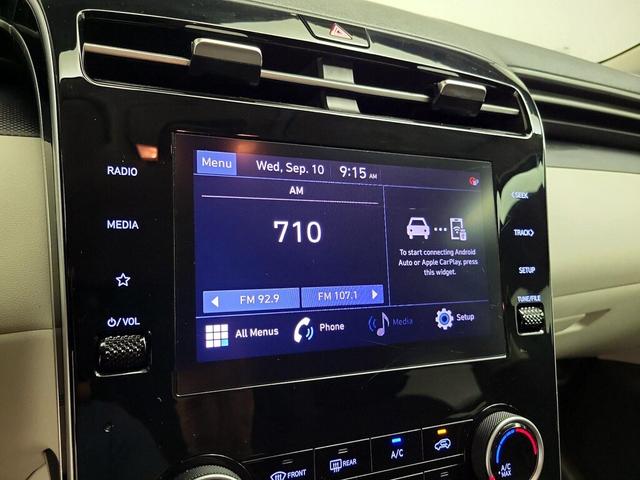 RADIO
MEDIA
VOL
Menu
Wed, Sep. 10
9:15 AM
AM
710
FM 92.9
FM 107.1
To start connecting Android
Auto or Apple CarPlay, press
this widget.
All Menus
Phone
Media
Setup
SEEK
TRACK
SETUP
TUNE/FILE
FRONT
REAR
A/C
A/C
MAX